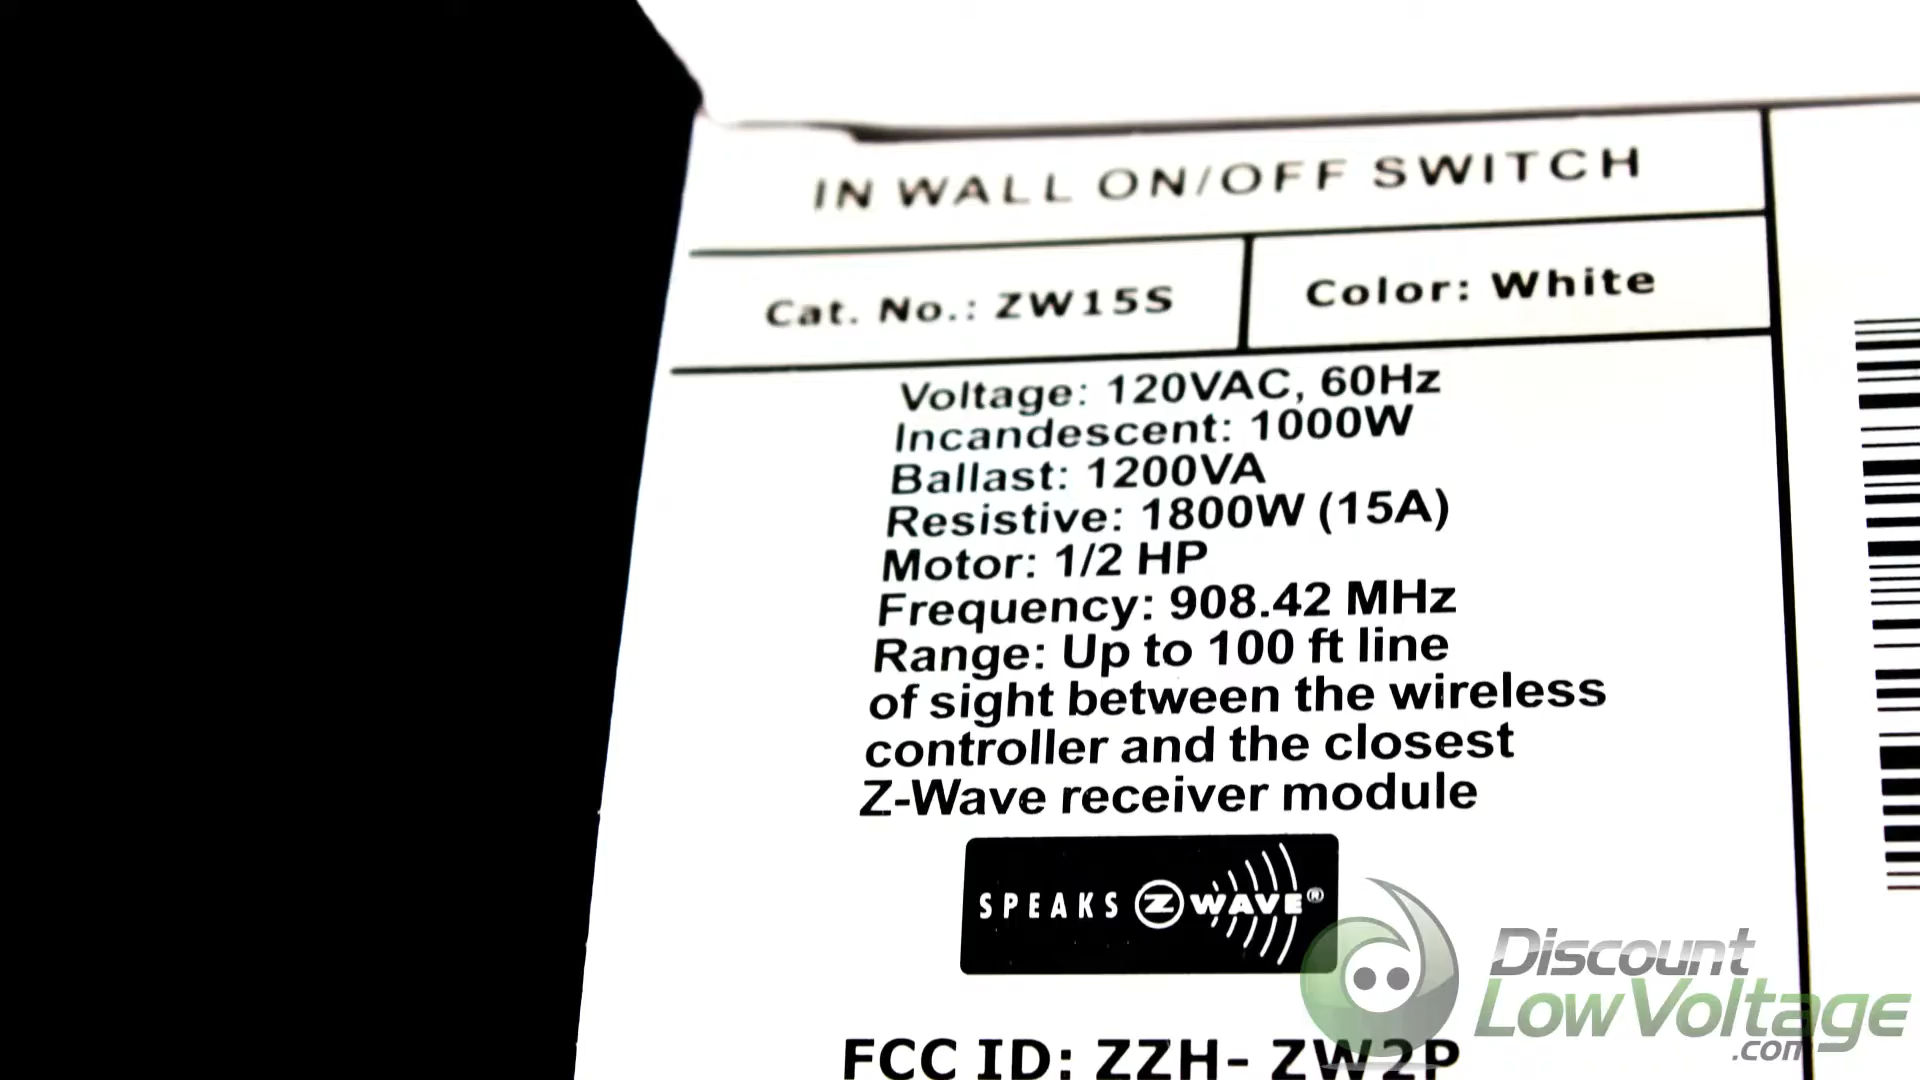 IN WALL ON/OFF SWITCH
Cat. No.: ZW15S
Color: White
Voltage: 120VAC, 60Hz
Incandescent: 1000W
Ballast: 1200VA
Resistive: 1800W (15A)
Motor: 1/2 HP
Frequency: 908.42 MHz
Range: Up to 100 ft line
of sight between the wireless
controller and the closest
Z-Wave receiver module
SPEAKS Z WAVE®
FCC ID: ZZH- ZW2P
Discount
LowVoltage
.com